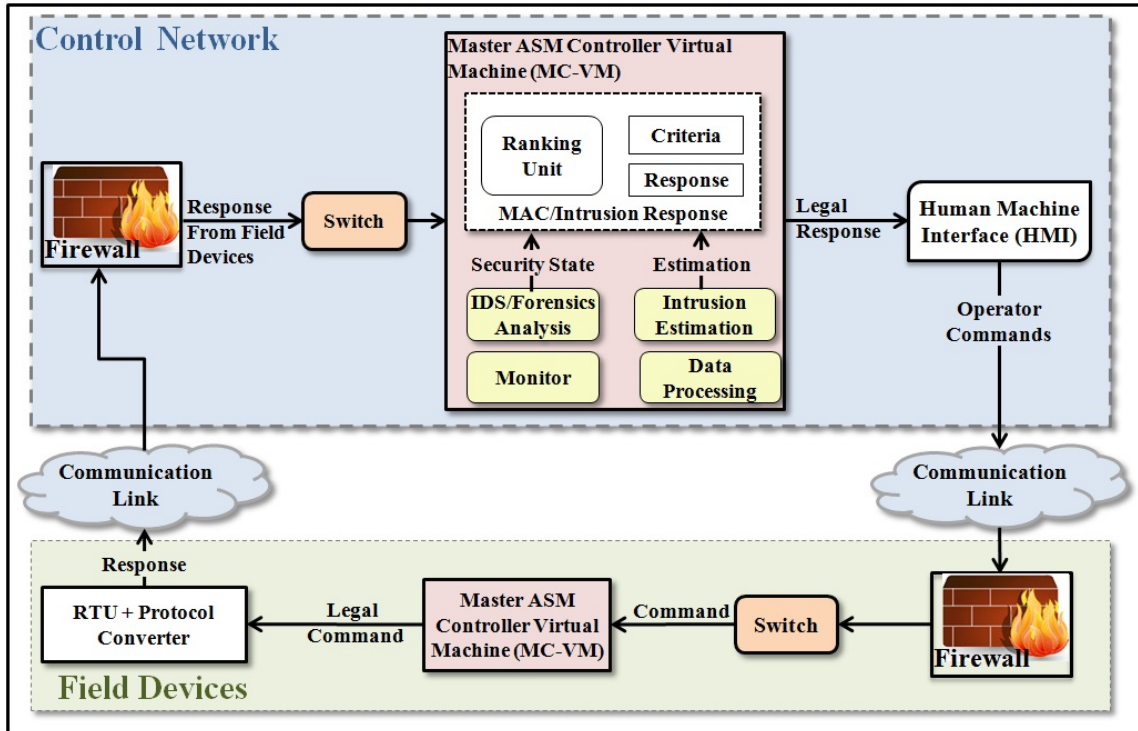 Control Network
Master ASM Controller Virtual
Machine (MC-VM)
Ranking
Unit
Criteria
Response
MAC/Intrusion Response
Security State
Estimation
IDS/Forensics
Analysis
Intrusion
Estimation
Monitor
Data
Processing
Firewall
Response
From Field
Devices
Switch
Legal
Response
Human Machine
Interface (HMI)
Operator
Commands
Communication
Link
Communication
Link
Response
RTU + Protocol
Converter
Legal
Command
Master ASM
Controller Virtual
Machine (MC-VM)
Command
Switch
Firewall
Field Devices